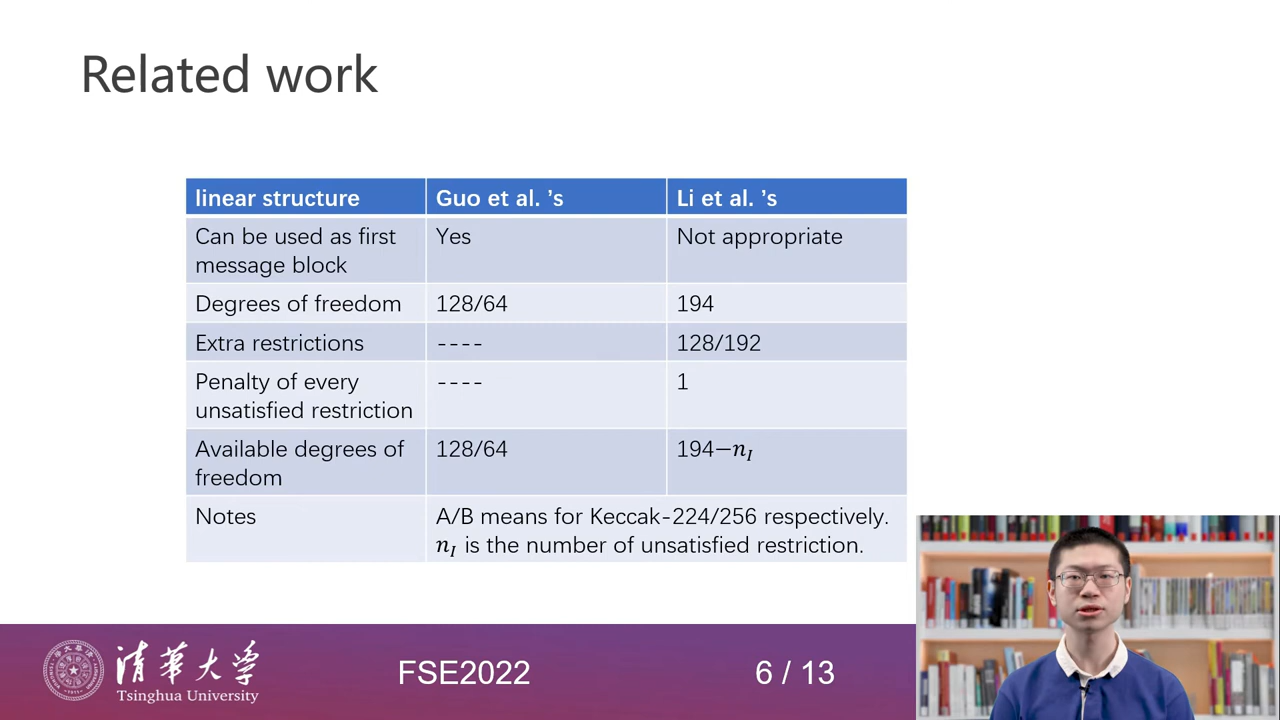 Related work
linear structure
Guo et al. ’s
Li et al. ’s
Can be used as first
message block
Yes
Not appropriate
Degrees of freedom
128/64
194
Extra restrictions
----
128/192
Penalty of every
unsatisfied restriction
----
1
Available degrees of
freedom
128/64
194−n_I
Notes
A/B means for Keccak-224/256 respectively.
n_I is the number of unsatisfied restriction.
清華大学
Tsinghua University
FSE2022
6 / 13